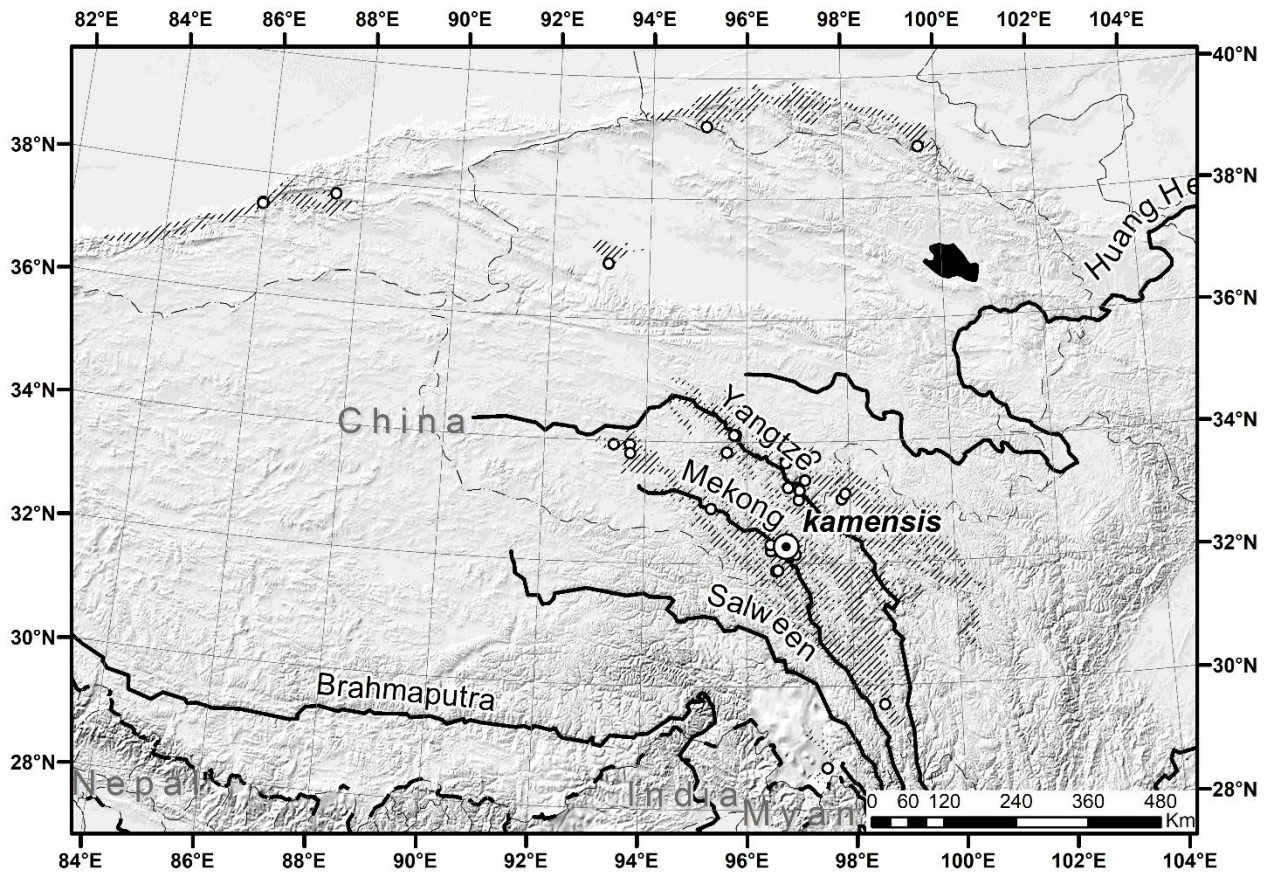 82°E 84°E 86°E 88°E 90°E 92°E 94°E 96°E 98°E 100°E 102°E 104°E
40°N
38°N
38°N
Huang He
36°N
36°N
34°N
China
Yangtze
34°N
?
Mekong
32°N
kamensis
32°N
Salween
30°N
30°N
Brahmaputra
28°N
Nepal
India
Myan
28°N
0 60 120 240 360 480
Km
84°E 86°E 88°E 90°E 92°E 94°E 96°E 98°E 100°E 102°E 104°E